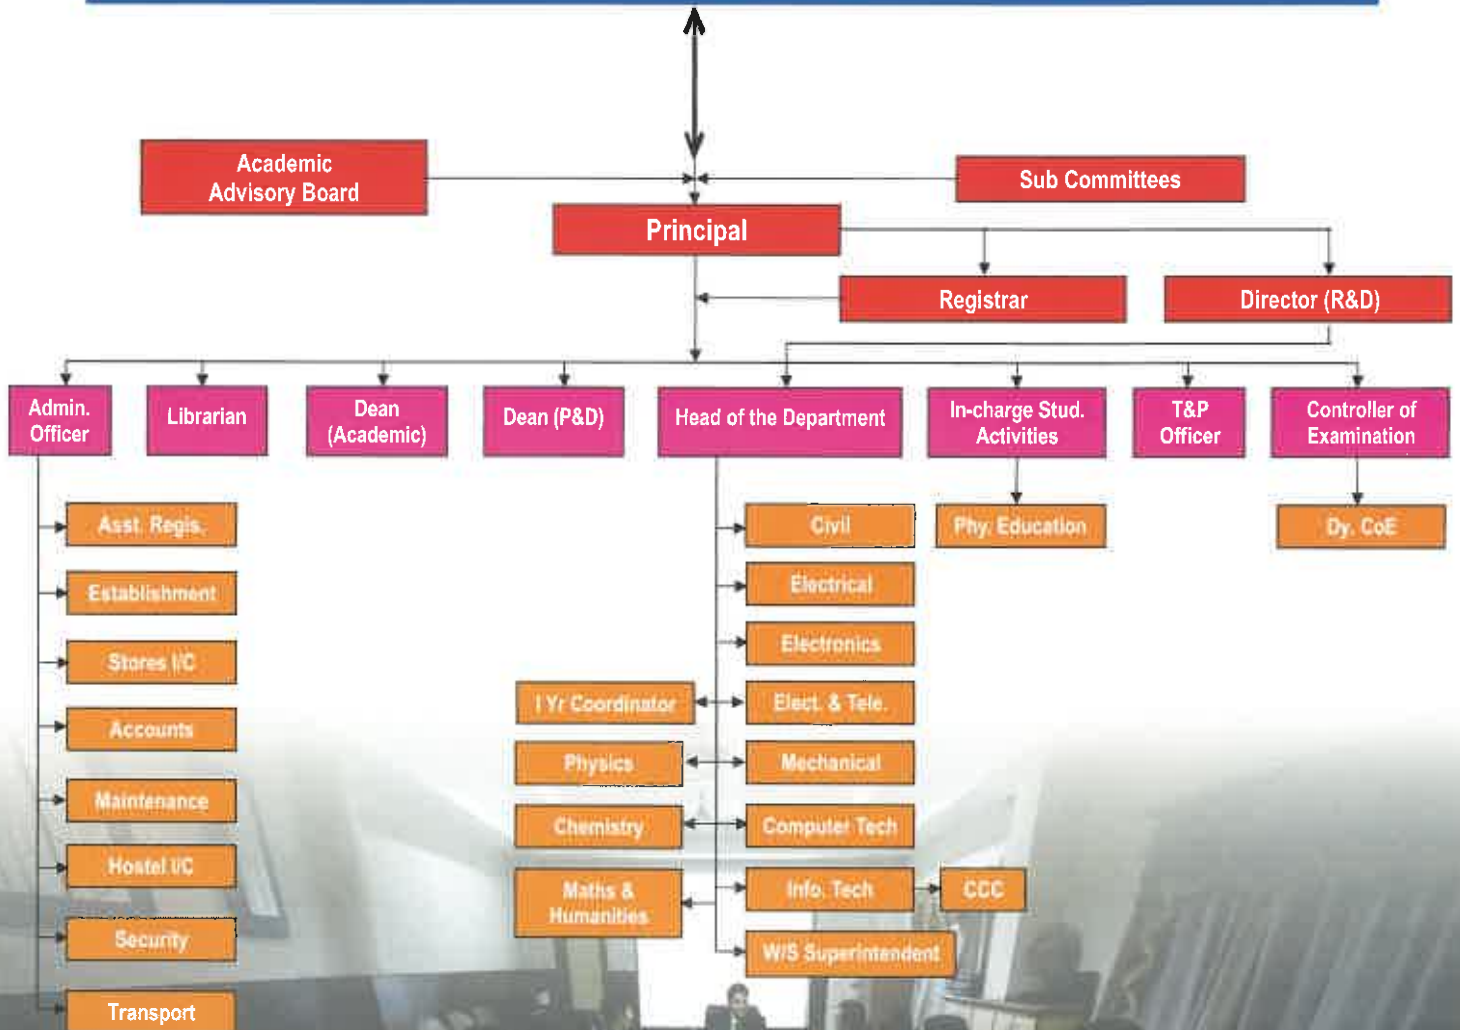 Academic
Advisory Board
Sub Committees
Principal
Registrar
Director (R&D)
Admin.
Officer
Librarian
Dean
(Academic)
Dean (P&D)
Head of the Department
In-charge Stud.
Activities
T&P
Officer
Controller of
Examination
Asst. Regis.
Establishment
Stores I/C
Accounts
Maintenance
Hostel I/C
Security
Transport
I Yr Coordinator
Physics
Chemistry
Maths &
Humanities
Civil
Electrical
Electronics
Elect. & Tele.
Mechanical
Computer Tech
Info. Tech
CCC
W/S Superintendent
Phy. Education
Dy. CoE